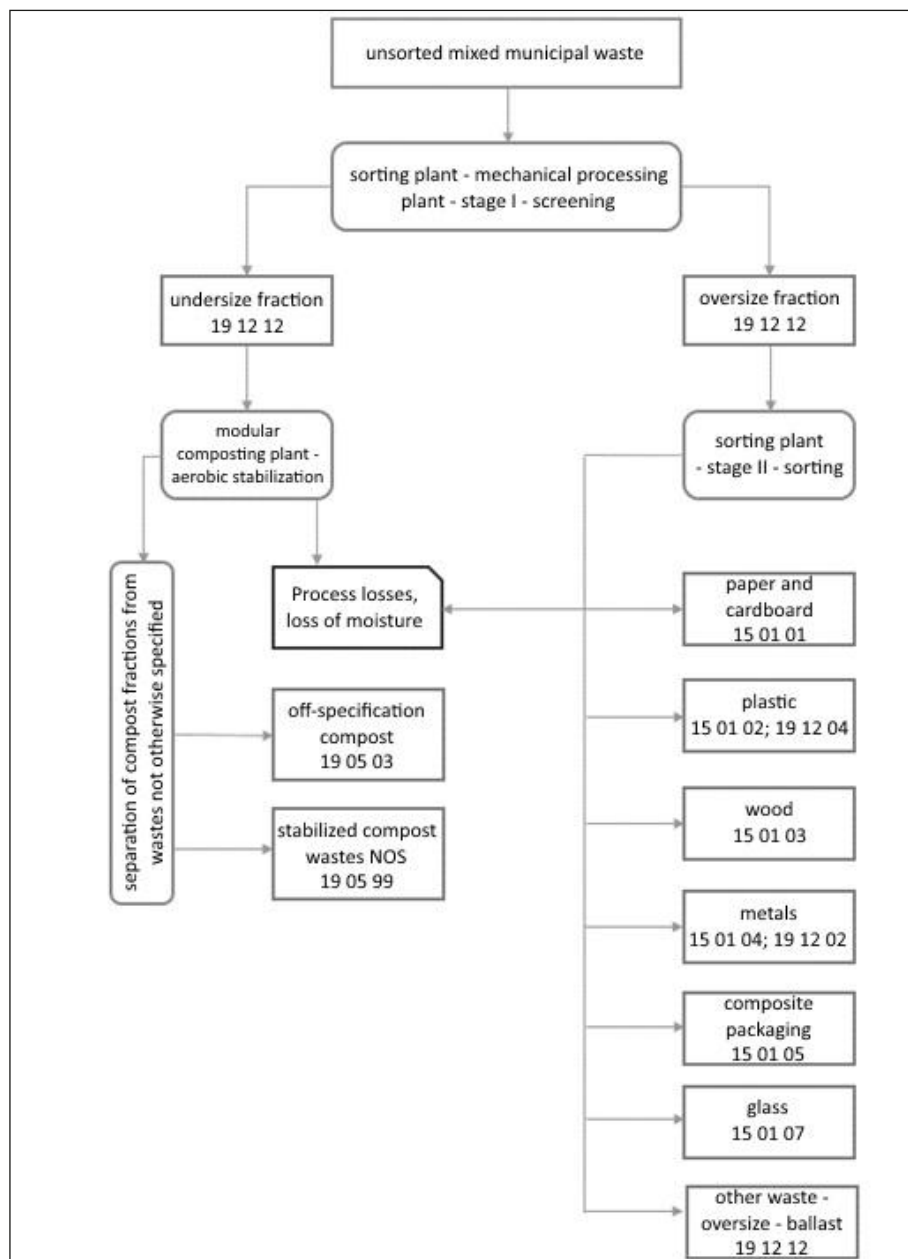 unsorted mixed municipal waste
sorting plant - mechanical processing
plant - stage I - screening
undersize fraction
19 12 12
oversize fraction
19 12 12
modular
composting plant -
aerobic stabilization
sorting plant
- stage II - sorting
separation of compost fractions from
wastes not otherwise specified
Process losses,
loss of moisture
off-specification
compost
19 05 03
stabilized compost
wastes NOS
19 05 99
paper and
cardboard
15 01 01
plastic
15 01 02; 19 12 04
wood
15 01 03
metals
15 01 04; 19 12 02
composite
packaging
15 01 05
glass
15 01 07
other waste -
oversize - ballast
19 12 12